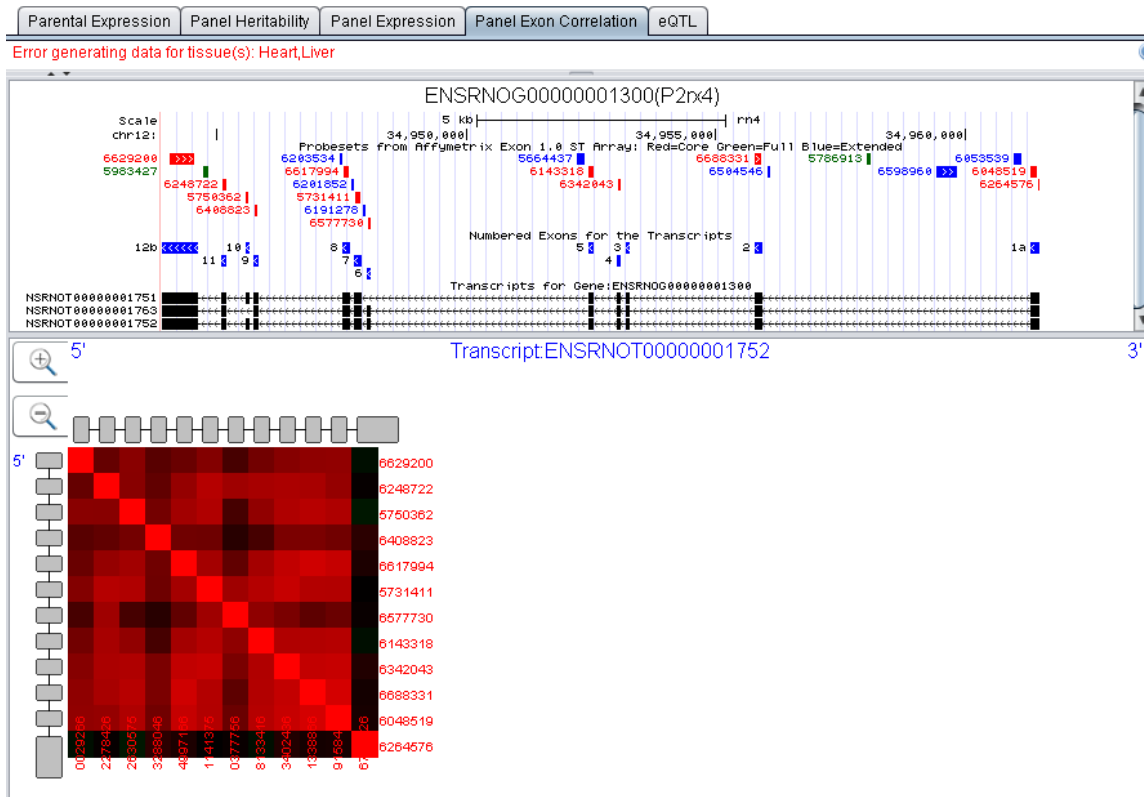 Parental Expression Panel Heritability Panel Expression Panel Exon Correlation eQTL
Error generating data for tissue(s): Heart,Liver
ENSRNOG00000001300(P2rx4)
Scale 5 kb rn4
chr12: 34,950,000 34,955,000 34,960,000
Probesets from Affymetrix Exon 1.0 ST Array: Red=Core Green=Full Blue=Extended
6629200 6203534 5664437 6688331 5786913 6053539
5983427 6617994 6143318 6504546 6598960 6048519
6248722 6201852 6342043 6264576
5750362 5731411
6408823 6191278
6577730
Numbered Exons for the Transcripts
12b 10 8 5 3 2 1a
11 9 7 4
6
Transcripts for Gene:ENSRNOG00000001300
NSRNOT00000001751
NSRNOT00000001763
NSRNOT00000001752
5' Transcript:ENSRNOT00000001752 3'
5'
6629200
6248722
5750362
6408823
6617994
5731411
6577730
6143318
6342043
6688331
6048519
6264576